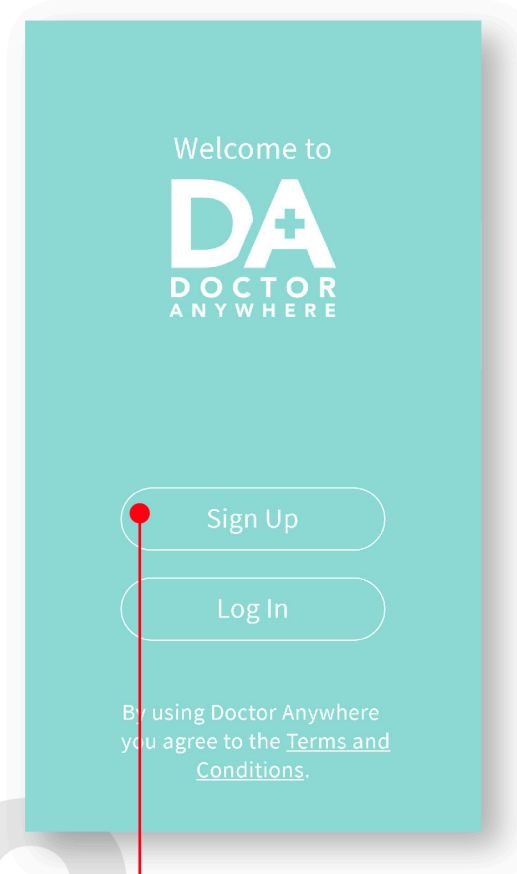 Welcome to
DA
DOCTOR
ANYWHERE
Sign Up
Log In
By using Doctor Anywhere
you agree to the Terms and
Conditions.